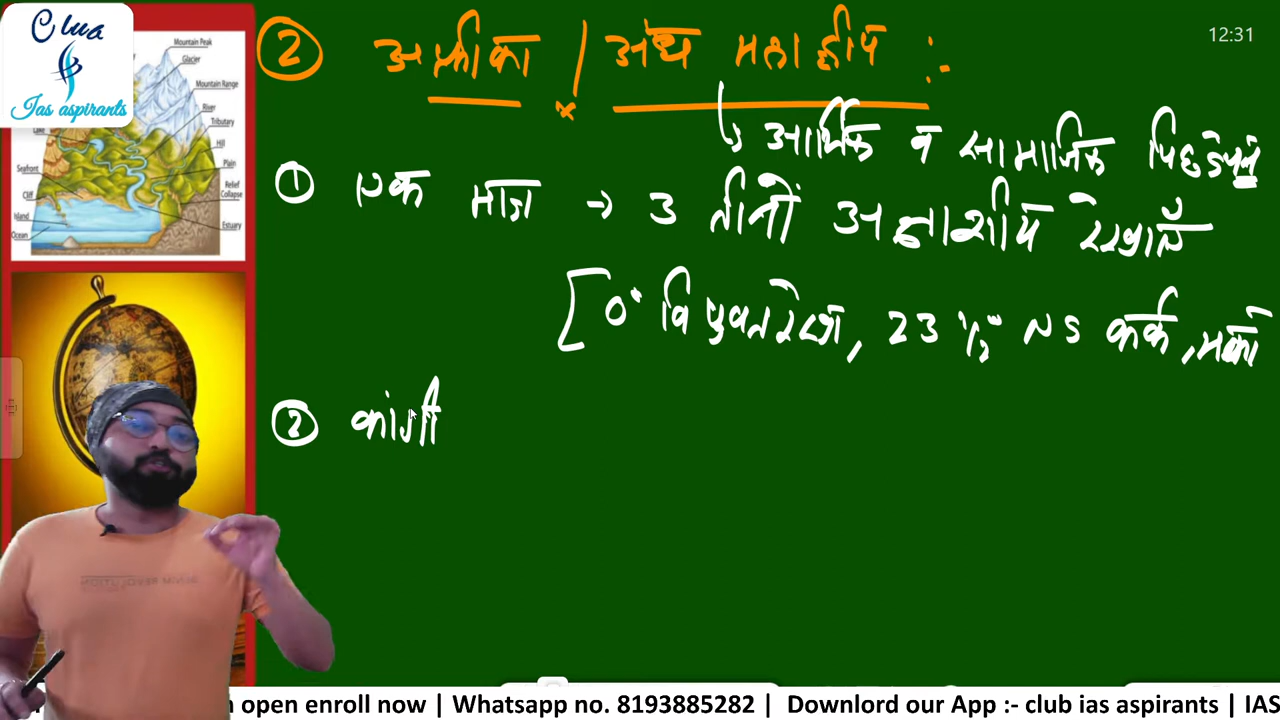 Clua
Ias aspirants
Mountain Peak
Glacier
Mountain Range
River
Tributary
Lake
Hill
Seafront
Plain
Cliff
Relief
Collapse
Island
Estuary
Ocean
12:31
② अफ्रीका / अंध महाद्वीप :-
↳ आर्थिक व सामाजिक पिछड़ेपन
① एक मात्र → 3 तीनों अक्षांशीय रेखाएँ
[0° विषुवत रेखा, 23 ½° N S कर्क, मकर
② कांगो
n open enroll now | Whatsapp no. 8193885282 | Downlord our App :- club ias aspirants | IAS